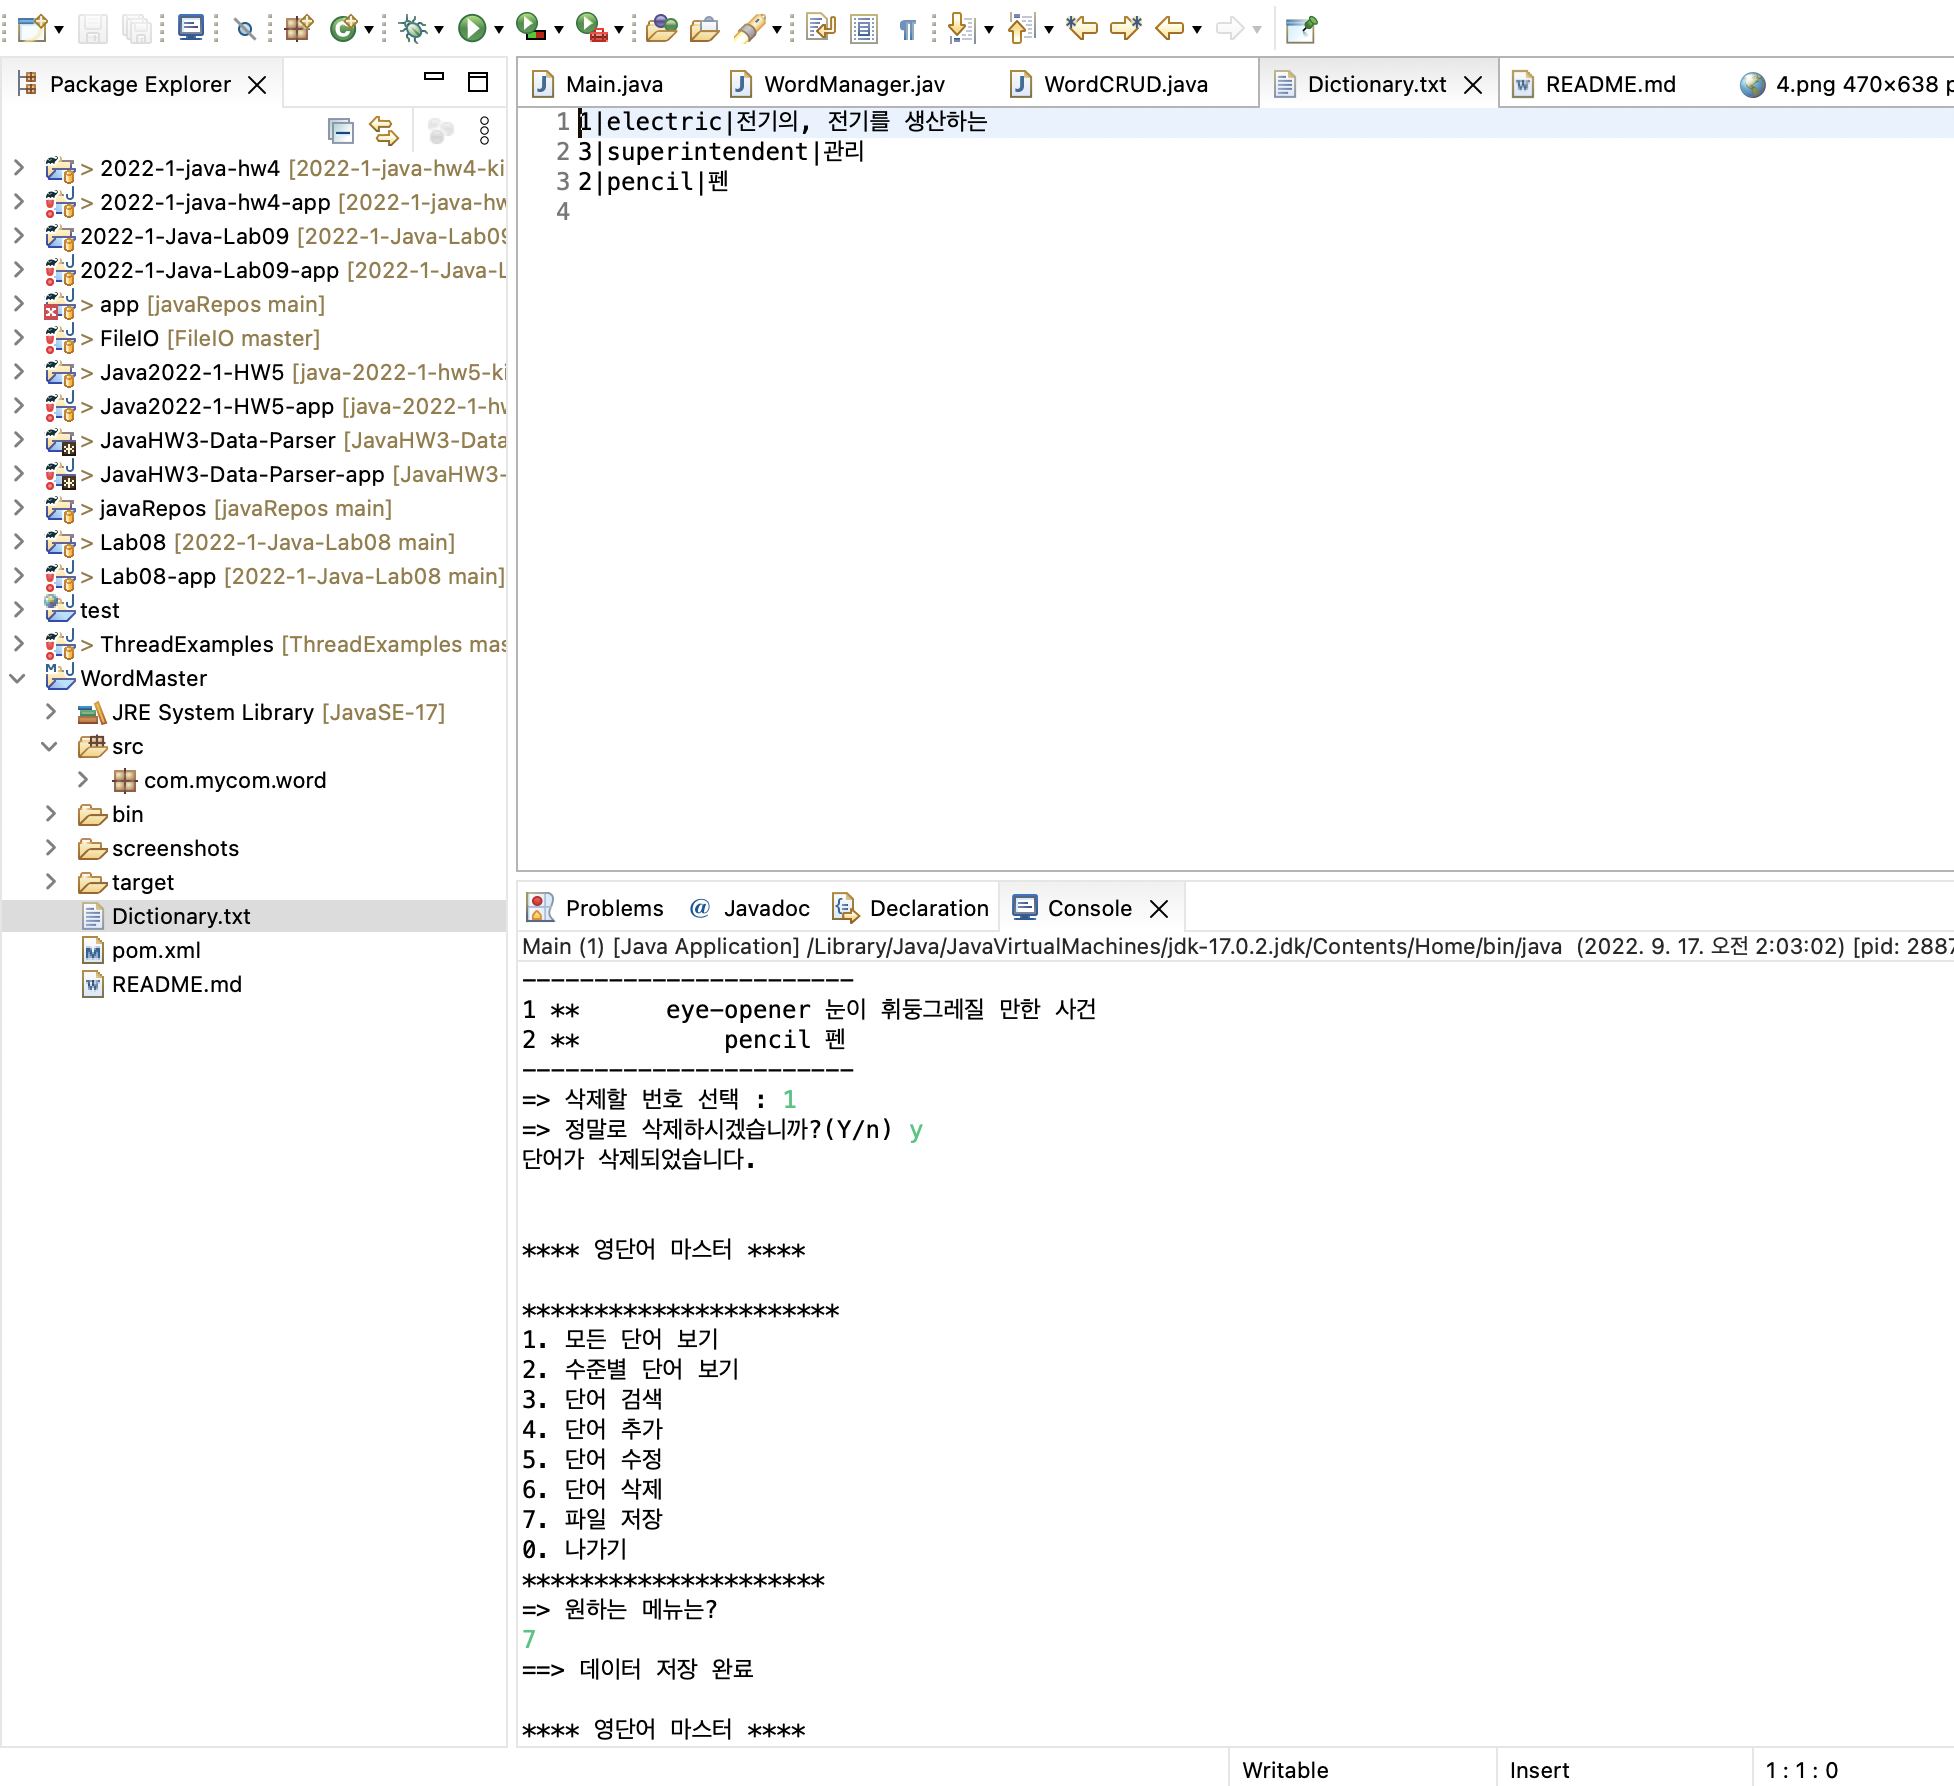 Package Explorer
> 2022-1-java-hw4 [2022-1-java-hw4-ki
> 2022-1-java-hw4-app [2022-1-java-hw
2022-1-Java-Lab09 [2022-1-Java-Lab09
2022-1-Java-Lab09-app [2022-1-Java-L
> app [javaRepos main]
> FileIO [FileIO master]
> Java2022-1-HW5 [java-2022-1-hw5-ki
> Java2022-1-HW5-app [java-2022-1-hw
> JavaHW3-Data-Parser [JavaHW3-Data
> JavaHW3-Data-Parser-app [JavaHW3-
> javaRepos [javaRepos main]
> Lab08 [2022-1-Java-Lab08 main]
> Lab08-app [2022-1-Java-Lab08 main]
test
> ThreadExamples [ThreadExamples mas
WordMaster
JRE System Library [JavaSE-17]
src
com.mycom.word
bin
screenshots
target
Dictionary.txt
pom.xml
README.md
Main.java WordManager.jav WordCRUD.java Dictionary.txt README.md 4.png 470×638 p
1 1|electric|전기의, 전기를 생산하는
2 3|superintendent|관리
3 2|pencil|펜
4
Problems @ Javadoc Declaration Console
Main (1) [Java Application] /Library/Java/JavaVirtualMachines/jdk-17.0.2.jdk/Contents/Home/bin/java (2022. 9. 17. 오전 2:03:02) [pid: 2887
-----------------------
1 ** eye-opener 눈이 휘둥그레질 만한 사건
2 ** pencil 펜
-----------------------
=> 삭제할 번호 선택 : 1
=> 정말로 삭제하시겠습니까?(Y/n) y
단어가 삭제되었습니다.
**** 영단어 마스터 ****
**********************
1. 모든 단어 보기
2. 수준별 단어 보기
3. 단어 검색
4. 단어 추가
5. 단어 수정
6. 단어 삭제
7. 파일 저장
0. 나가기
*********************
=> 원하는 메뉴는?
7
==> 데이터 저장 완료
**** 영단어 마스터 ****
Writable Insert 1 : 1 : 0